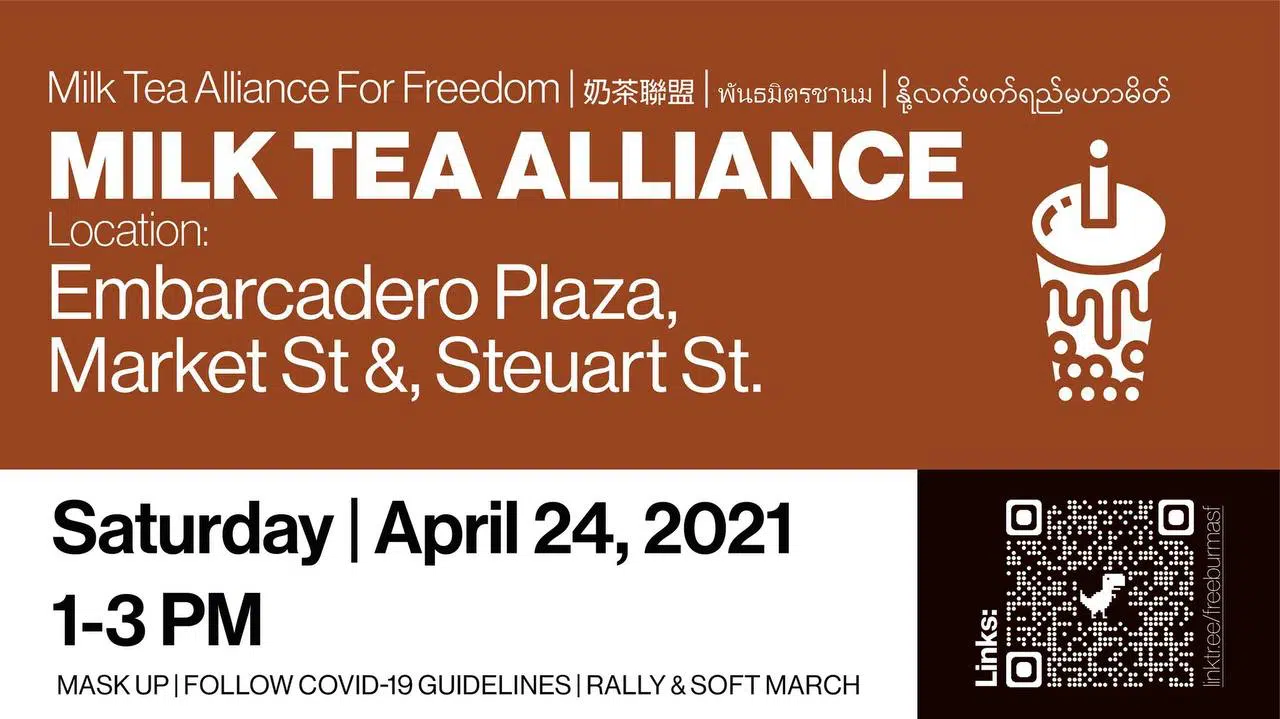 Milk Tea Alliance For Freedom | 奶茶聯盟 | พันธมิตรชานม | နို့လက်ဖက်ရည်မဟာမိတ်
MILK TEA ALLIANCE
Location:
Embarcadero Plaza,
Market St &, Steuart St.
Saturday | April 24, 2021
1-3 PM
MASK UP | FOLLOW COVID-19 GUIDELINES | RALLY & SOFT MARCH
Links:
linktr.ee/freeburmasf